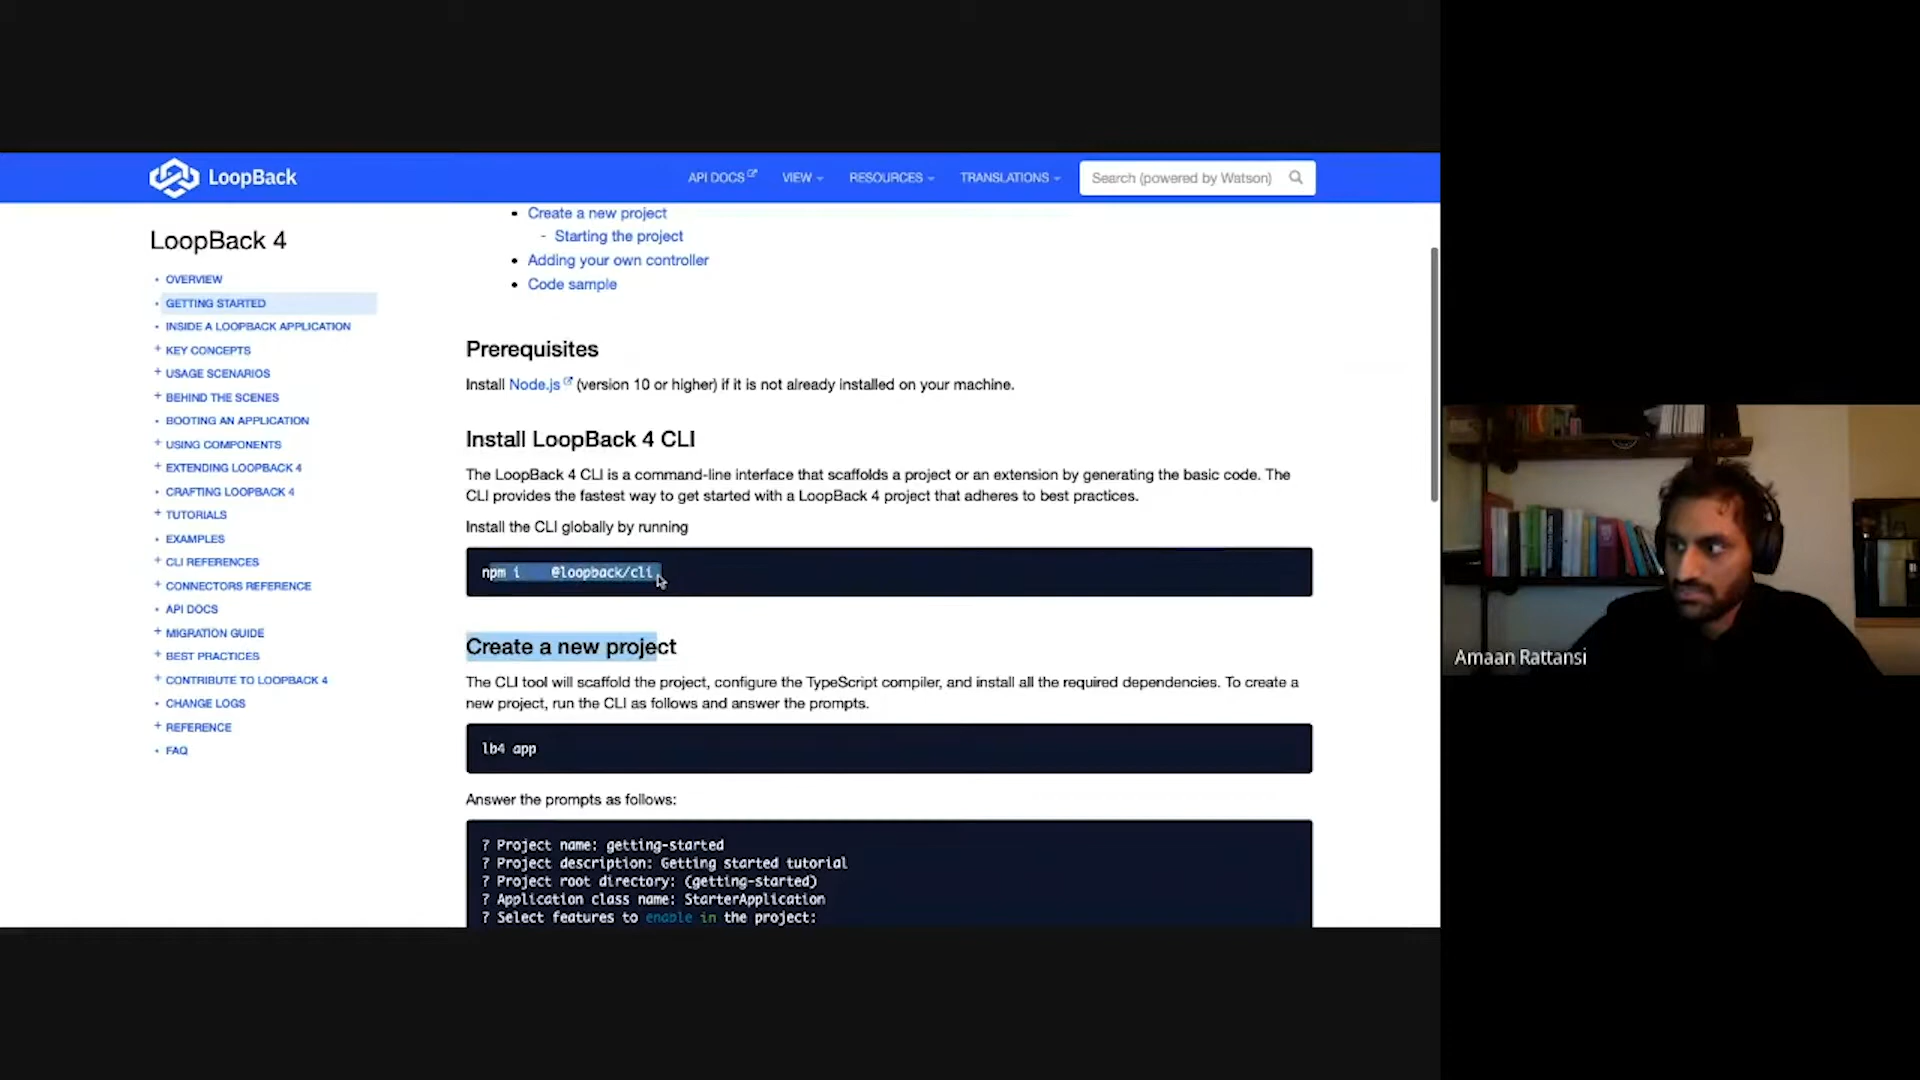 LoopBack
API DOCS
VIEW
RESOURCES
TRANSLATIONS
Search (powered by Watson)
LoopBack 4
OVERVIEW
GETTING STARTED
INSIDE A LOOPBACK APPLICATION
KEY CONCEPTS
USAGE SCENARIOS
BEHIND THE SCENES
BOOTING AN APPLICATION
USING COMPONENTS
EXTENDING LOOPBACK 4
CRAFTING LOOPBACK 4
TUTORIALS
EXAMPLES
CLI REFERENCES
CONNECTORS REFERENCE
API DOCS
MIGRATION GUIDE
BEST PRACTICES
CONTRIBUTE TO LOOPBACK 4
CHANGE LOGS
REFERENCE
FAQ
Create a new project
- Starting the project
Adding your own controller
Code sample
Prerequisites
Install Node.js (version 10 or higher) if it is not already installed on your machine.
Install LoopBack 4 CLI
The LoopBack 4 CLI is a command-line interface that scaffolds a project or an extension by generating the basic code. The
CLI provides the fastest way to get started with a LoopBack 4 project that adheres to best practices.
Install the CLI globally by running
npm i @loopback/cli
Create a new project
The CLI tool will scaffold the project, configure the TypeScript compiler, and install all the required dependencies. To create a
new project, run the CLI as follows and answer the prompts.
lb4 app
Answer the prompts as follows:
? Project name: getting-started
? Project description: Getting started tutorial
? Project root directory: (getting-started)
? Application class name: StarterApplication
? Select features to enable in the project:
Amaan Rattansi